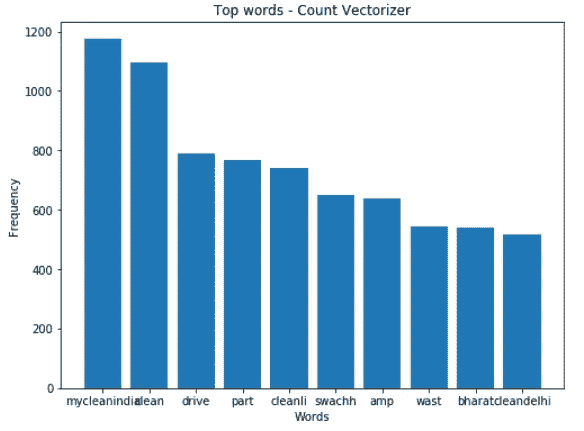 Top words - Count Vectorizer
1200
1000
800
600
400
200
0
Frequency
mycleanindia clean drive part cleanli swachh amp wast bharat cleandelhi
Words